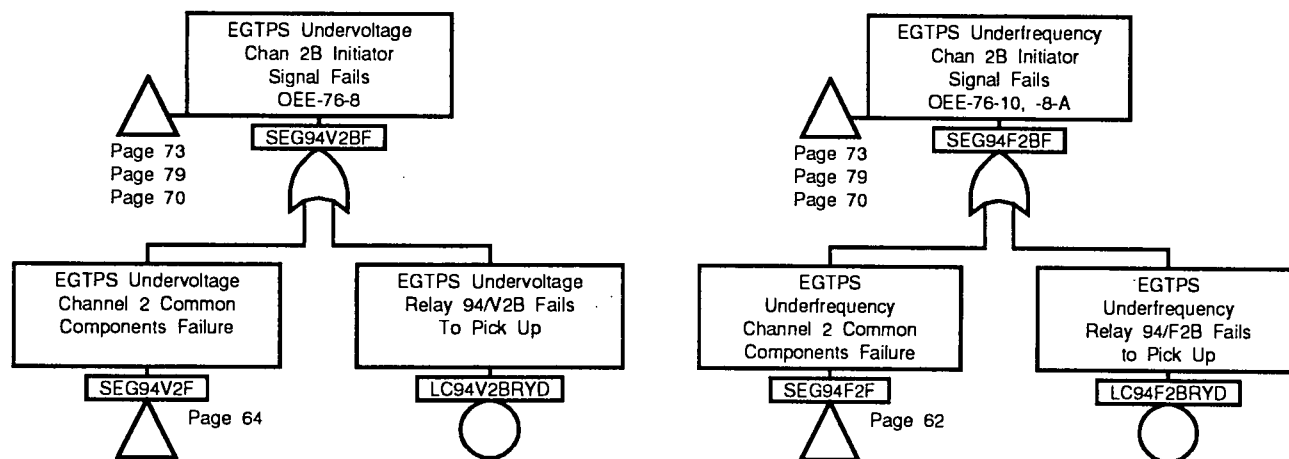 EGTPS Undervoltage
Chan 2B Initiator
Signal Fails
OEE-76-8
SEG94V2BF
Page 73
Page 79
Page 70
EGTPS Undervoltage
Channel 2 Common
Components Failure
SEG94V2F
Page 64
EGTPS Undervoltage
Relay 94/V2B Fails
To Pick Up
LC94V2BRYD
EGTPS Underfrequency
Chan 2B Initiator
Signal Fails
OEE-76-10, -8-A
SEG94F2BF
Page 73
Page 79
Page 70
EGTPS
Underfrequency
Channel 2 Common
Components Failure
SEG94F2F
Page 62
EGTPS
Underfrequency
Relay 94/F2B Fails
to Pick Up
LC94F2BRYD